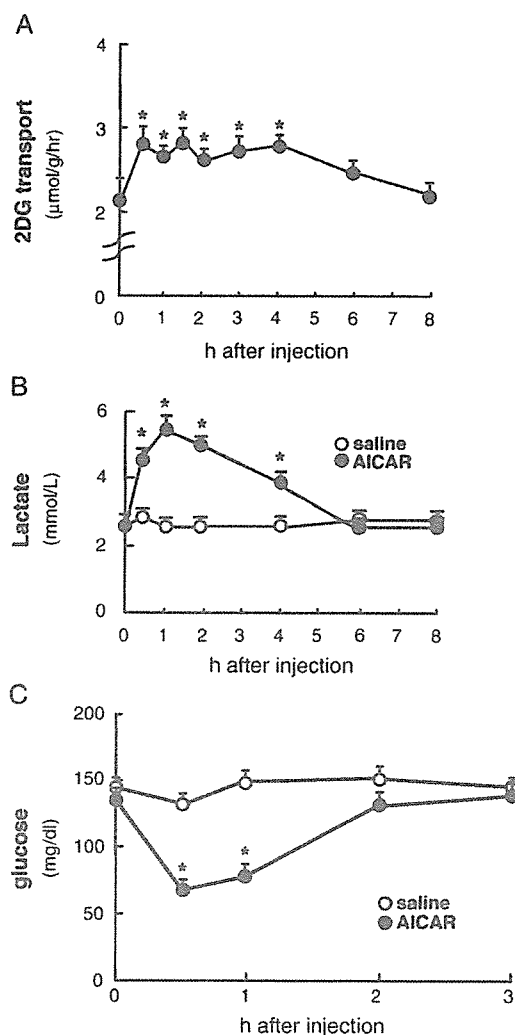 A
4
3
2
0
2DG transport
(μmol/g/hr)
* * * * * *
0 1 2 3 4 5 6 7 8
h after injection
B
6
4
2
0
Lactate
(mmol/L)
* * * *
saline
AICAR
0 1 2 3 4 5 6 7 8
h after injection
C
200
150
100
50
0
glucose
(mg/dl)
* *
saline
AICAR
0 1 2 3
h after injection